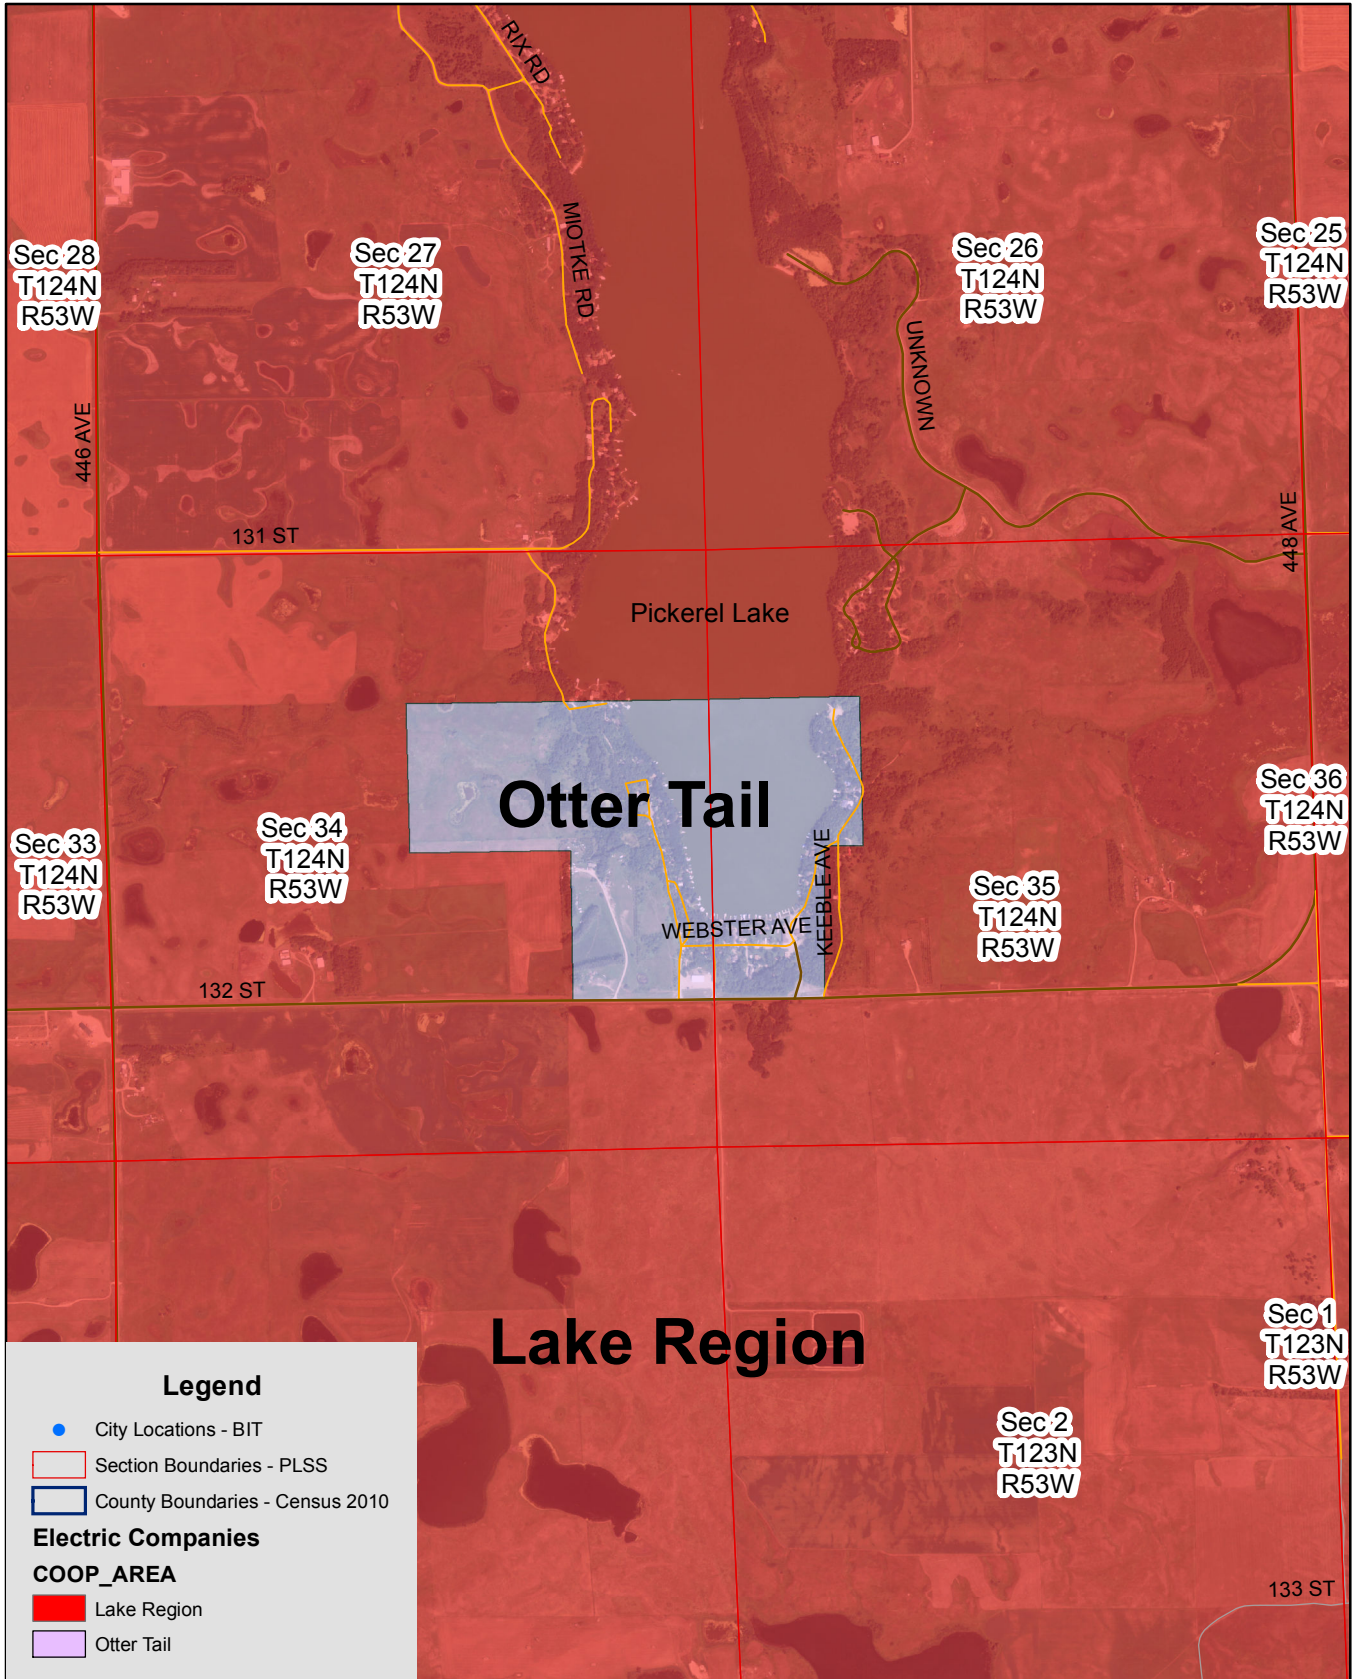 RIX RD
MIOTKE RD
Sec 28
T124N
R53W
Sec 27
T124N
R53W
Sec 26
T124N
R53W
Sec 25
T124N
R53W
UNKNOWN
446 AVE
131 ST
448 AVE
Pickerel Lake
Otter Tail
Sec 33
T124N
R53W
Sec 34
T124N
R53W
Sec 36
T124N
R53W
Sec 35
T124N
R53W
KEEBLE AVE
WEBSTER AVE
132 ST
Lake Region
Sec 1
T123N
R53W
Sec 2
T123N
R53W
133 ST
Legend
City Locations - BIT
Section Boundaries - PLSS
County Boundaries - Census 2010
Electric Companies
COOP_AREA
Lake Region
Otter Tail